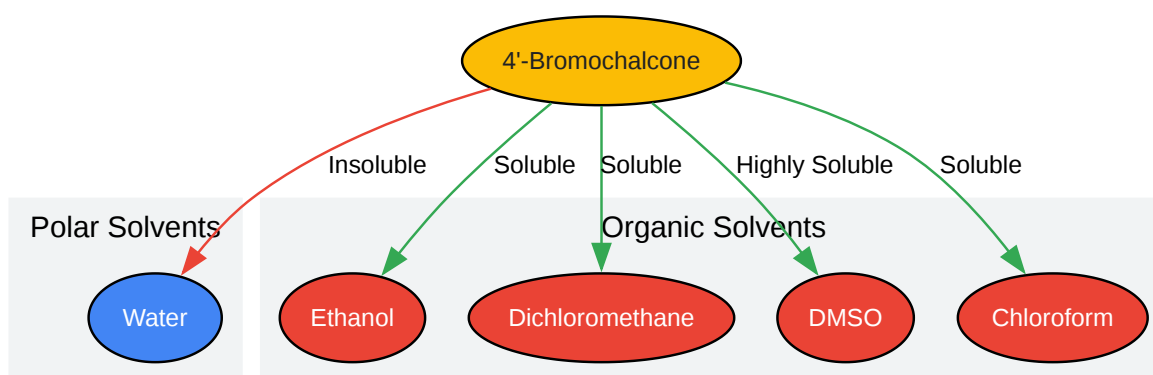 4'-Bromochalcone
Insoluble
Soluble
Soluble
Highly Soluble
Soluble
Polar Solvents
Organic Solvents
Water
Ethanol
Dichloromethane
DMSO
Chloroform